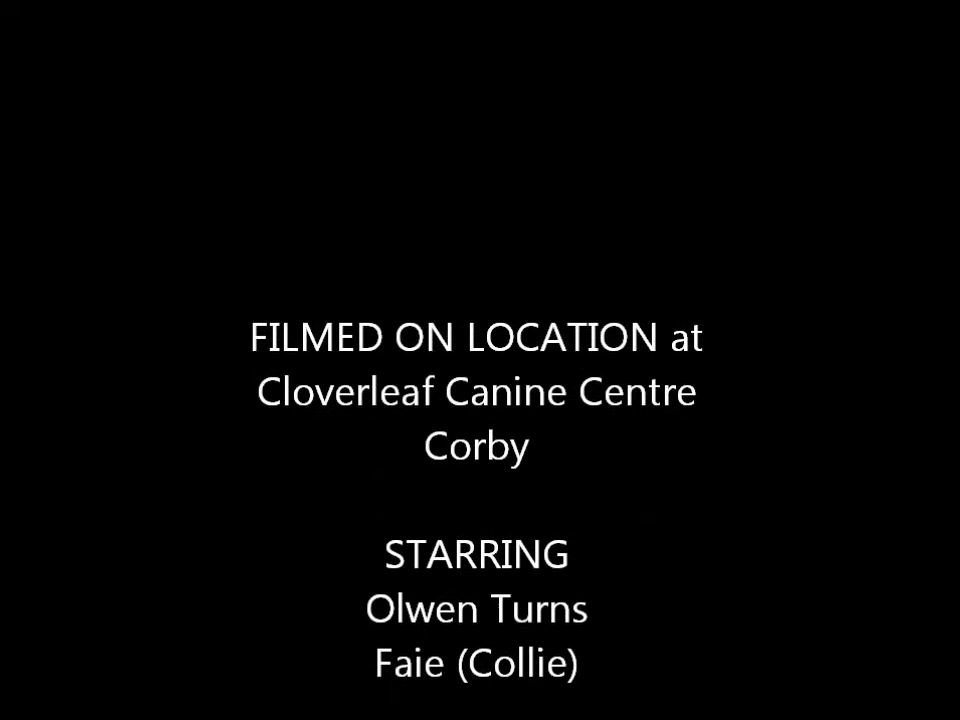 FILMED ON LOCATION at
Cloverleaf Canine Centre
Corby
STARRING
Olwen Turns
Faie (Collie)